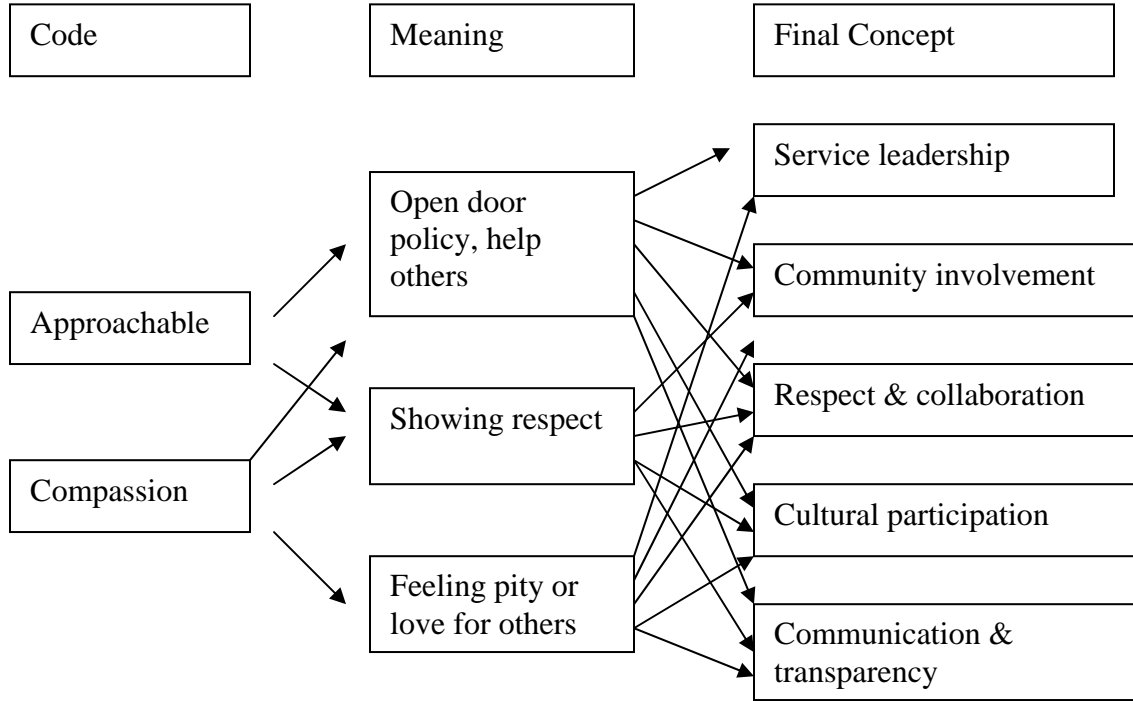 Code
Meaning
Final Concept
Approachable
Compassion
Open door
policy, help
others
Showing respect
Feeling pity or
love for others
Service leadership
Community involvement
Respect & collaboration
Cultural participation
Communication &
transparency